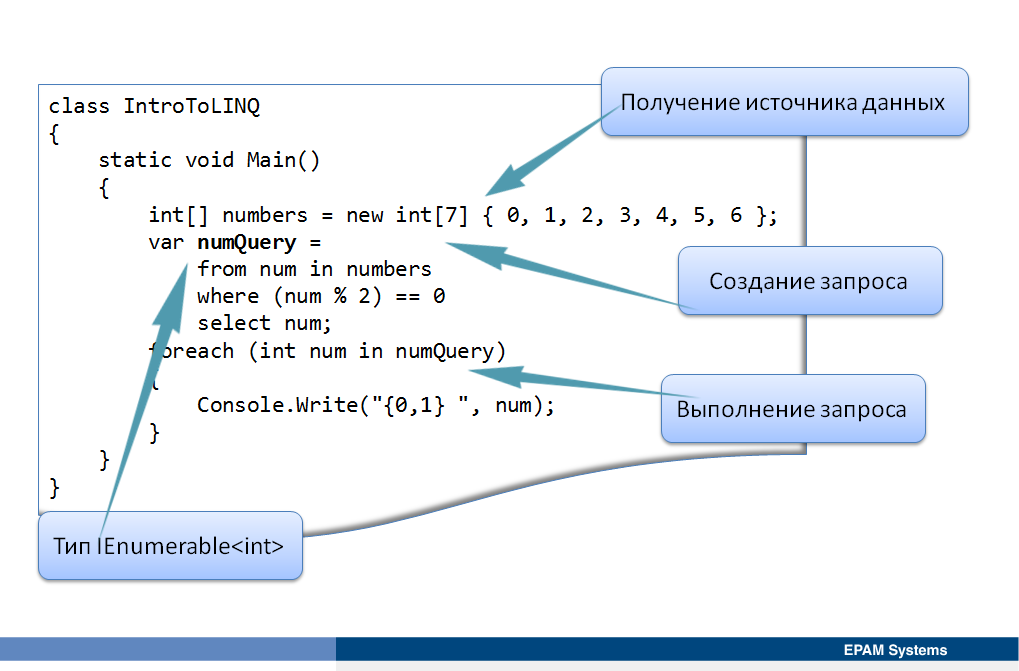 class IntroToLINQ
{
static void Main()
{
int[] numbers = new int[7] { 0, 1, 2, 3, 4, 5, 6 };
var numQuery =
from num in numbers
where (num % 2) == 0
select num;
foreach (int num in numQuery)
{
Console.Write("{0,1} ", num);
}
}
}
Получение источника данных
Создание запроса
Выполнение запроса
Тип IEnumerable<int>
EPAM Systems